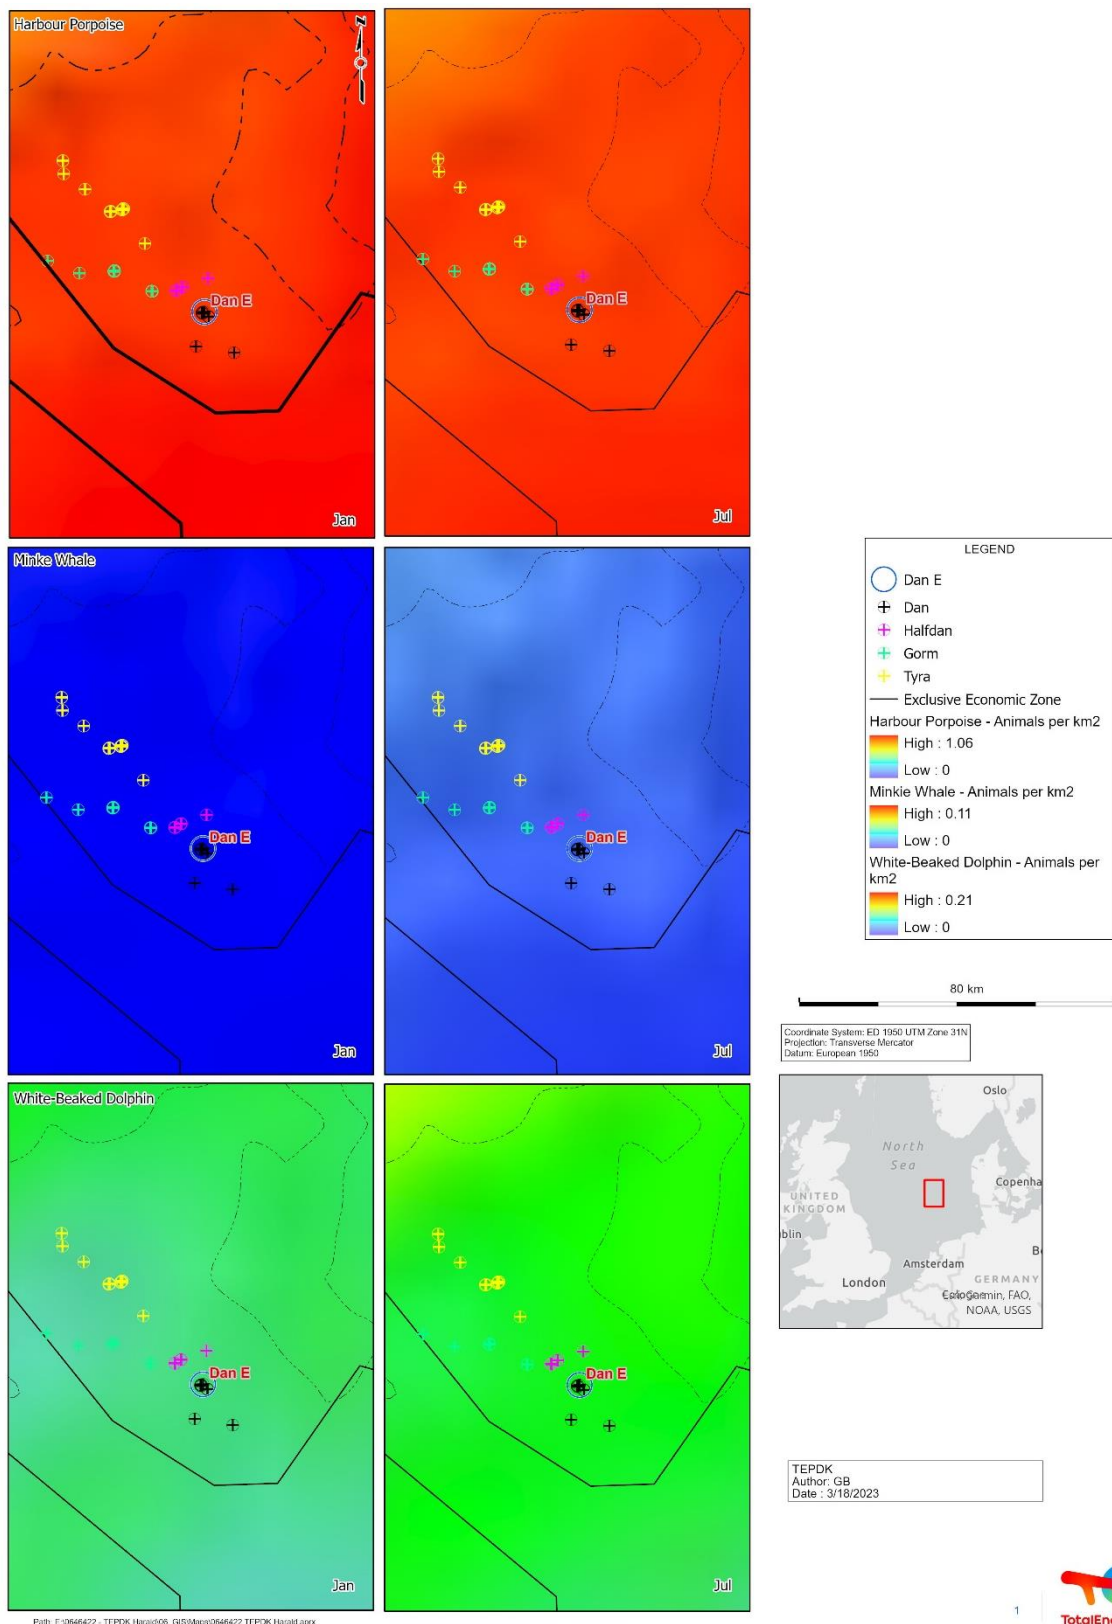 Harbour Porpoise
N
Dan E
Jan
Dan E
Jul
Minke Whale
Dan E
Jan
Dan E
Jul
White-Beaked Dolphin
Dan E
Jan
Dan E
Jul
LEGEND
Dan E
Dan
Halfdan
Gorm
Tyra
Exclusive Economic Zone
Harbour Porpoise - Animals per km2
High : 1.06
Low : 0
Minkie Whale - Animals per km2
High : 0.11
Low : 0
White-Beaked Dolphin - Animals per
km2
High : 0.21
Low : 0
80 km
Coordinate System: ED 1950 UTM Zone 31N
Projection: Transverse Mercator
Datum: European 1950
Oslo
North
Sea
Copenha
UNITED
KINGDOM
blin
Amsterdam
B
London
GERMANY
Garmin, FAO,
NOAA, USGS
TEPDK
Author: GB
Date : 3/18/2023
1
TotalEn